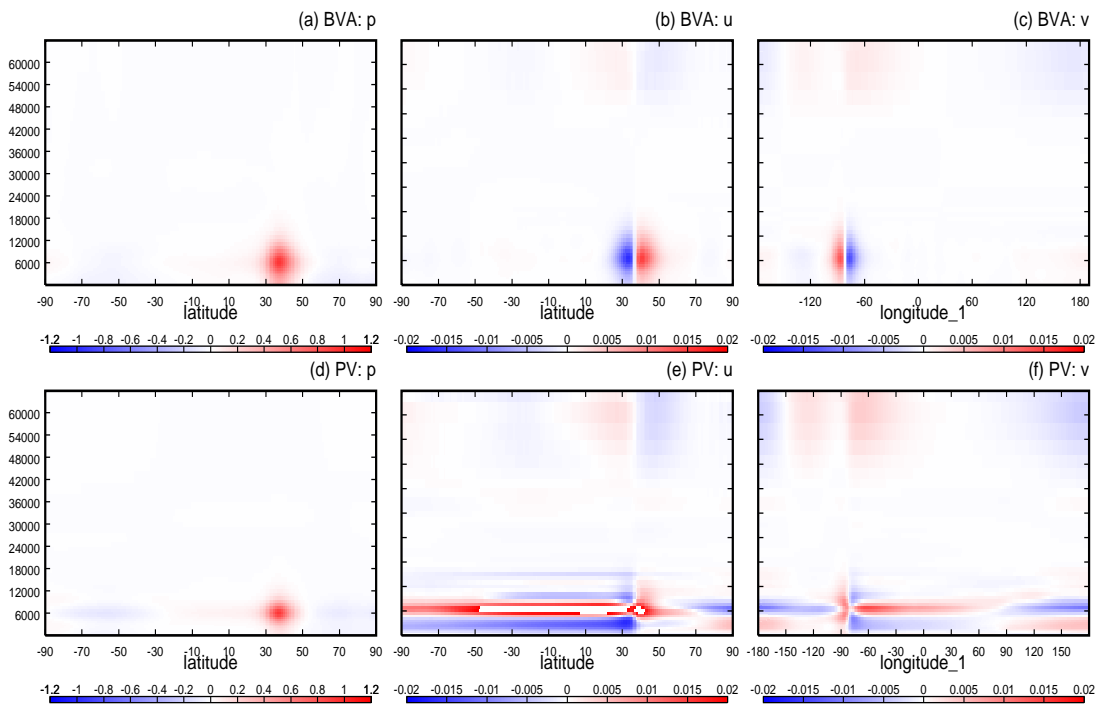 (a) BVA: p (b) BVA: u (c) BVA: v
60000
54000
48000
42000
36000
30000
24000
18000
12000
6000
-90 -70 -50 -30 -10 10 30 50 70 90 -90 -70 -50 -30 -10 10 30 50 70 90 -120 -60 0 60 120 180
latitude latitude longitude_1
-1.2 -1 -0.8 -0.6 -0.4 -0.2 0 0.2 0.4 0.6 0.8 1 1.2 -0.02 -0.015 -0.01 -0.005 0 0.005 0.01 0.015 0.02 -0.02 -0.015 -0.01 -0.005 0 0.005 0.01 0.015 0.02
(d) PV: p (e) PV: u (f) PV: v
60000
54000
48000
42000
36000
30000
24000
18000
12000
6000
-90 -70 -50 -30 -10 10 30 50 70 90 -90 -70 -50 -30 -10 10 30 50 70 90 -180 -150 -120 -90 -60 -30 0 30 60 90 120 150
latitude latitude longitude_1
-1.2 -1 -0.8 -0.6 -0.4 -0.2 0 0.2 0.4 0.6 0.8 1 1.2 -0.02 -0.015 -0.01 -0.005 0 0.005 0.01 0.015 0.02 -0.02 -0.015 -0.01 -0.005 0 0.005 0.01 0.015 0.02